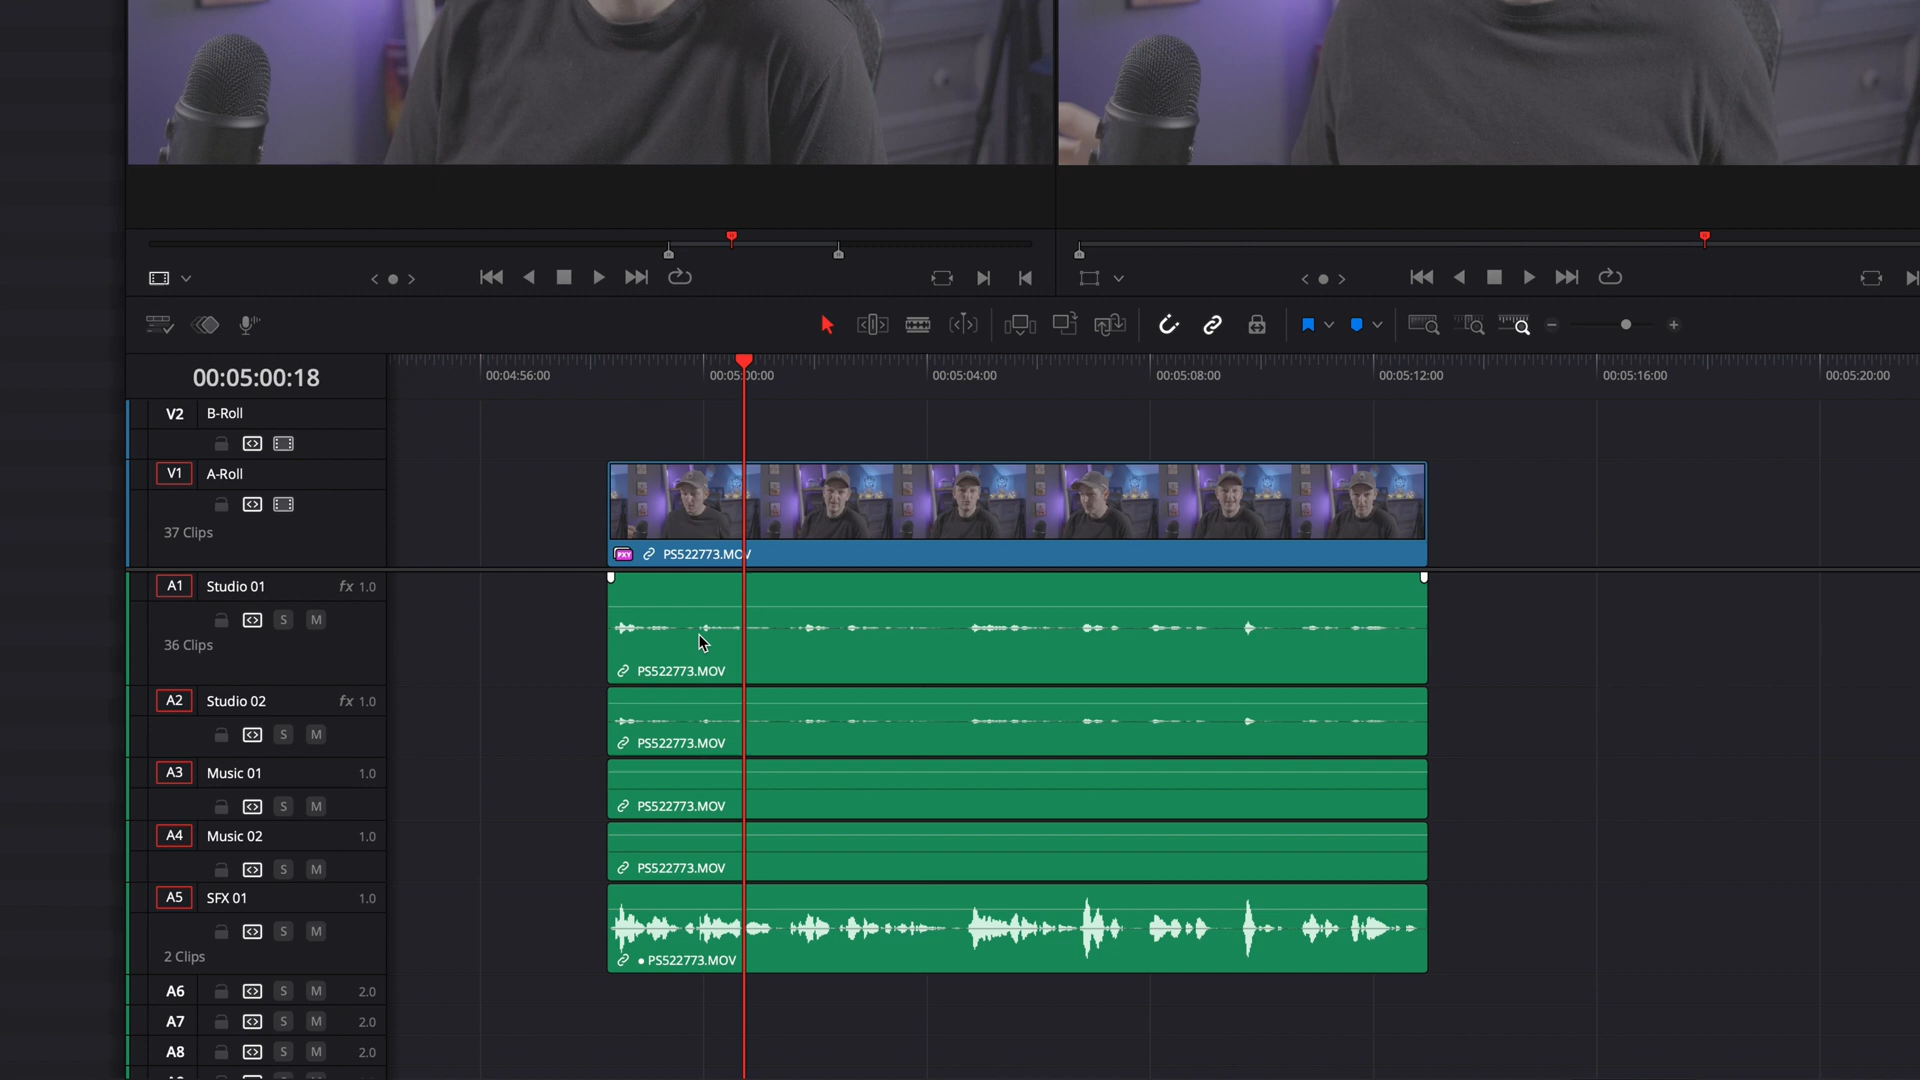 00:05:00:18
00:04:56:00
00:05:00:00
00:05:04:00
00:05:08:00
00:05:12:00
00:05:16:00
00:05:20:00
V2 B-Roll
V1 A-Roll
37 Clips
PXY PS522773.MOV
A1 Studio 01 fx 1.0
S M
36 Clips
PS522773.MOV
A2 Studio 02 fx 1.0
S M
PS522773.MOV
A3 Music 01 1.0
S M
PS522773.MOV
A4 Music 02 1.0
S M
PS522773.MOV
A5 SFX 01 1.0
S M
2 Clips
• PS522773.MOV
A6 S M 2.0
A7 S M 2.0
A8 S M 2.0